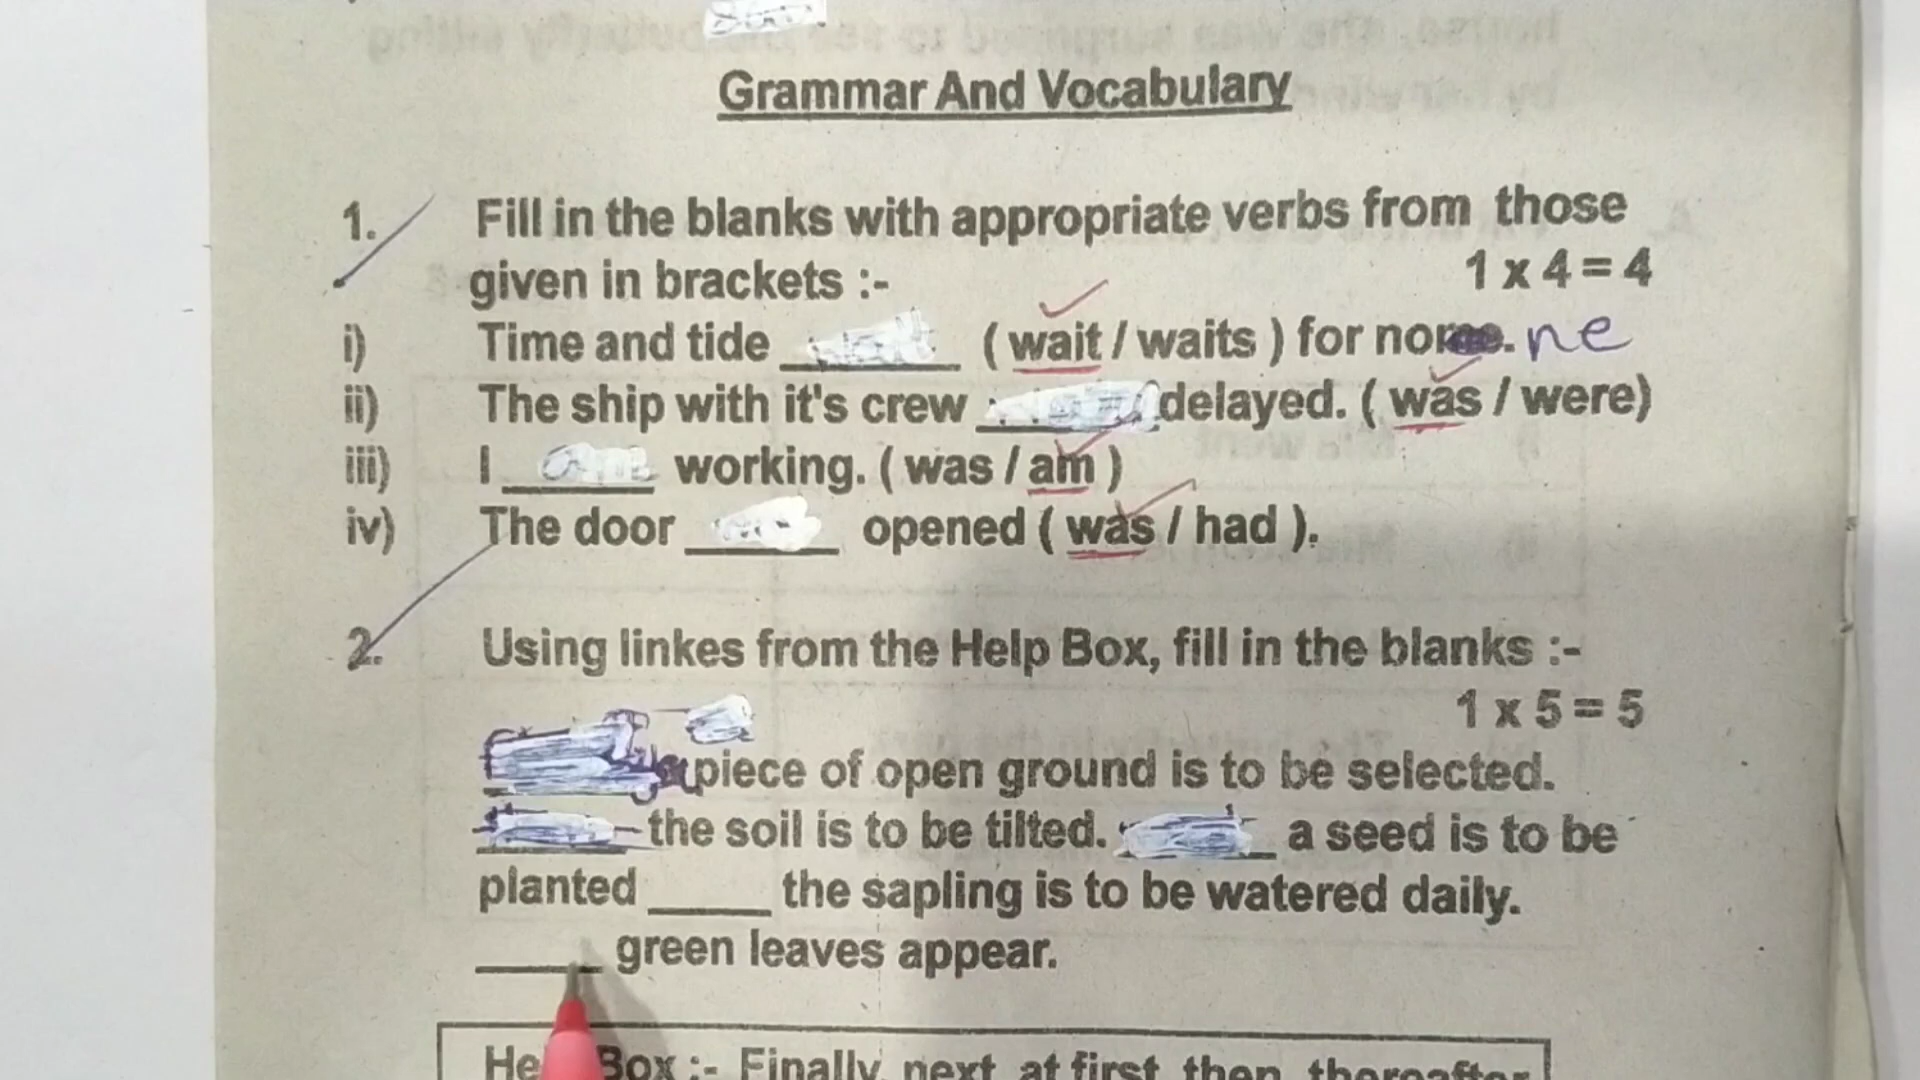 Grammar And Vocabulary
1. Fill in the blanks with appropriate verbs from those
given in brackets :-
1 x 4 = 4
i) Time and tide ______ ( wait / waits ) for no ne
ii) The ship with it's crew ______ delayed. ( was / were)
iii) I ______ working. ( was / am )
iv) The door ______ opened ( was / had ).
2. Using linkes from the Help Box, fill in the blanks :-
1 x 5 = 5
piece of open ground is to be selected.
______ the soil is to be tilted. ______ a seed is to be
planted ______ the sapling is to be watered daily.
______ green leaves appear.
Box :- Finally, next, at first, then, thereafter